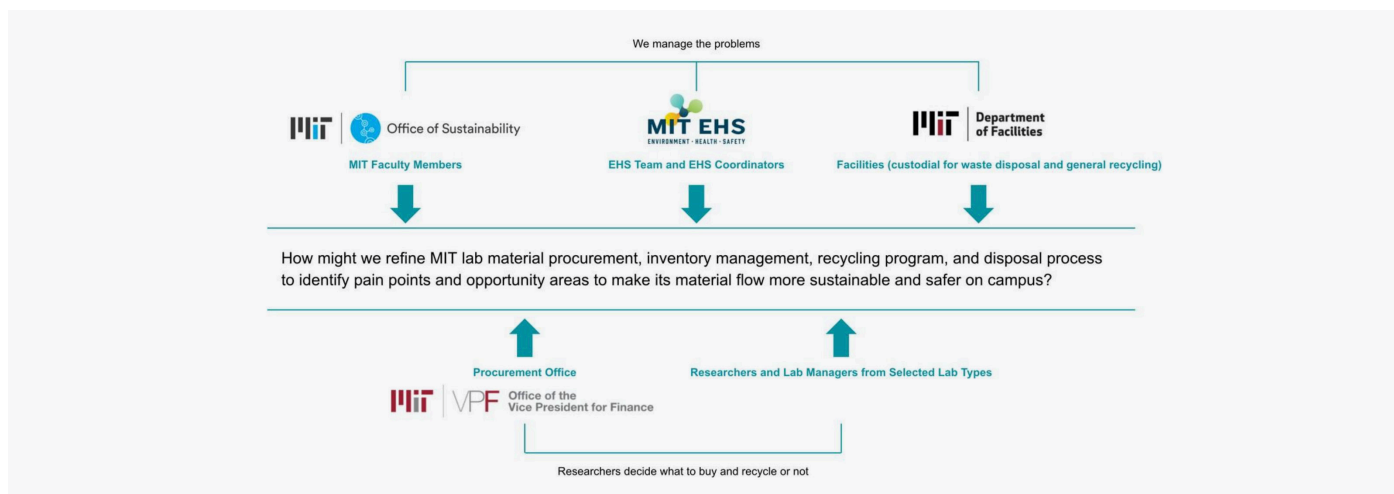 We manage the problems
MIT Office of Sustainability
MIT EHS
ENVIRONMENT · HEALTH · SAFETY
MIT Department
of Facilities
MIT Faculty Members
EHS Team and EHS Coordinators
Facilities (custodial for waste disposal and general recycling)
How might we refine MIT lab material procurement, inventory management, recycling program, and disposal process
to identify pain points and opportunity areas to make its material flow more sustainable and safer on campus?
Procurement Office
Researchers and Lab Managers from Selected Lab Types
MIT VPF Office of the
Vice President for Finance
Researchers decide what to buy and recycle or not